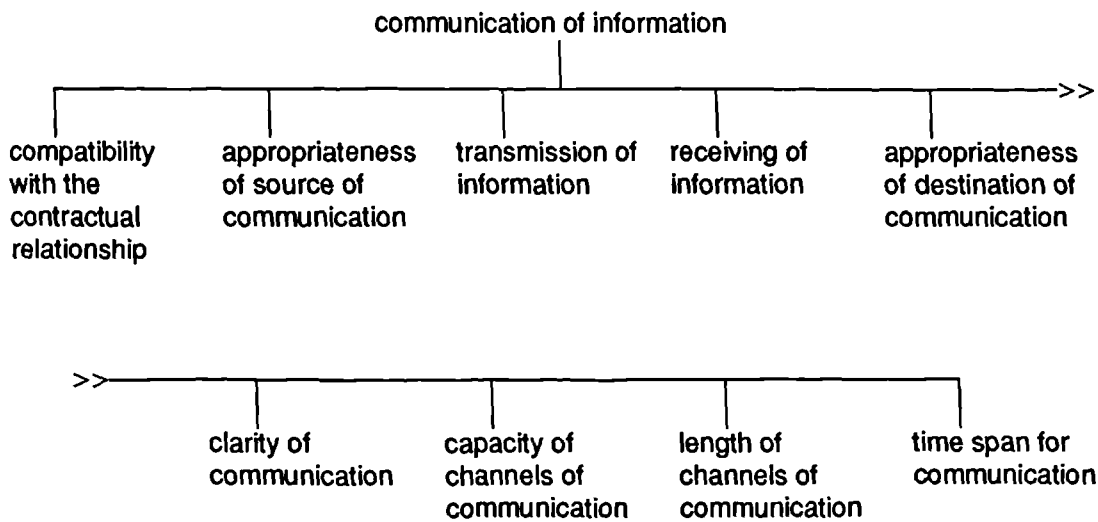 communication of information
>>
compatibility
with the
contractual
relationship
appropriateness
of source of
communication
transmission of
information
receiving of
information
appropriateness
of destination of
communication
>>
clarity of
communication
capacity of
channels of
communication
length of
channels of
communication
time span for
communication